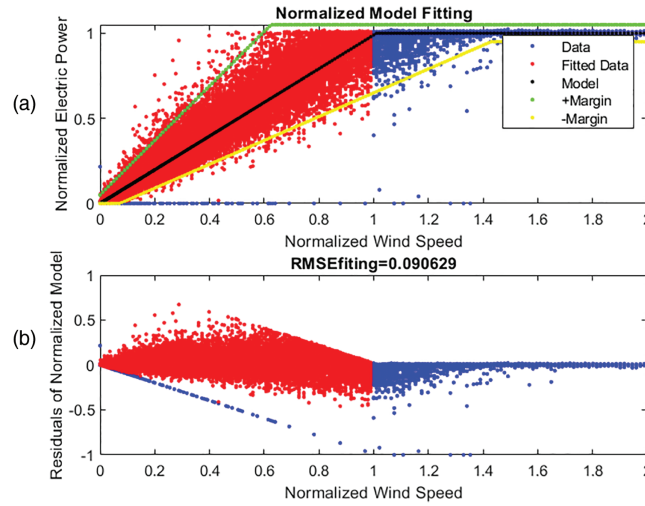 Normalized Model Fitting
(a)
Normalized Electric Power
1
0.5
0
Data
Fitted Data
Model
+Margin
-Margin
0 0.2 0.4 0.6 0.8 1 1.2 1.4 1.6 1.8 2
Normalized Wind Speed
RMSEfiting=0.090629
(b)
Residuals of Normalized Model
1
0.5
0
-0.5
-1
0 0.2 0.4 0.6 0.8 1 1.2 1.4 1.6 1.8 2
Normalized Wind Speed